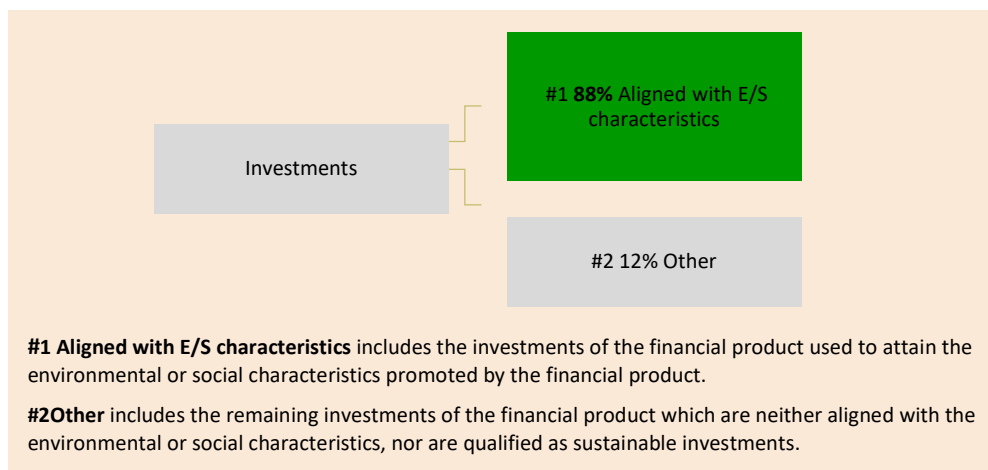 #1 88% Aligned with E/S
characteristics
Investments
#2 12% Other
#1 Aligned with E/S characteristics includes the investments of the financial product used to attain the
environmental or social characteristics promoted by the financial product.
#2Other includes the remaining investments of the financial product which are neither aligned with the
environmental or social characteristics, nor are qualified as sustainable investments.